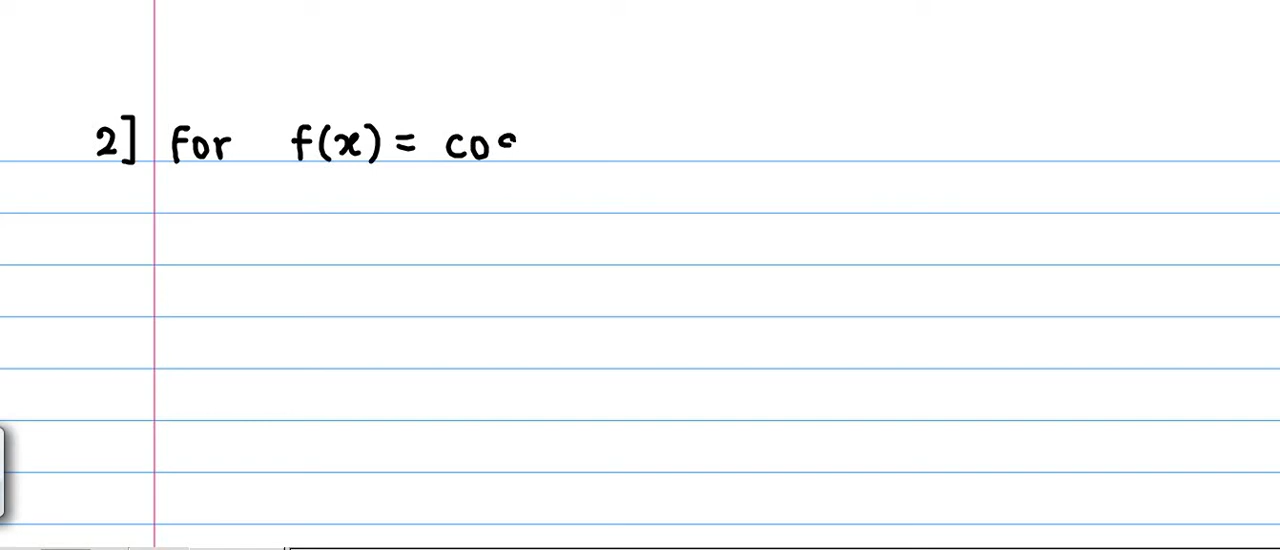 2] For f(x) = co